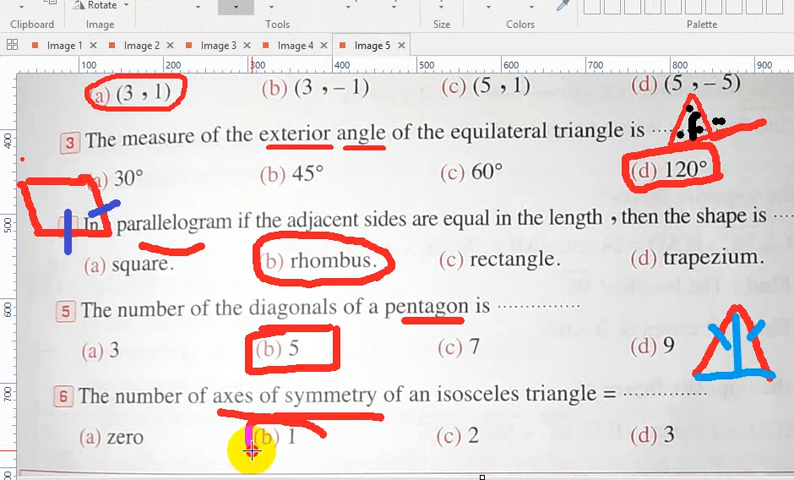 Rotate
Clipboard
Image
Tools
Size
Colors
Palette
Image 1 × Image 2 × Image 3 × Image 4 × Image 5 ×
100 200 300 400 500 600 700 800 900
(a) (3 , 1) (b) (3 , – 1) (c) (5 , 1) (d) (5 , – 5)
3 The measure of the exterior angle of the equilateral triangle is ····
(a) 30° (b) 45° (c) 60° (d) 120°
In parallelogram if the adjacent sides are equal in the length , then the shape is ···
(a) square. (b) rhombus. (c) rectangle. (d) trapezium.
5 The number of the diagonals of a pentagon is ··············
(a) 3 (b) 5 (c) 7 (d) 9
6 The number of axes of symmetry of an isosceles triangle = ··············
(a) zero (b) 1 (c) 2 (d) 3